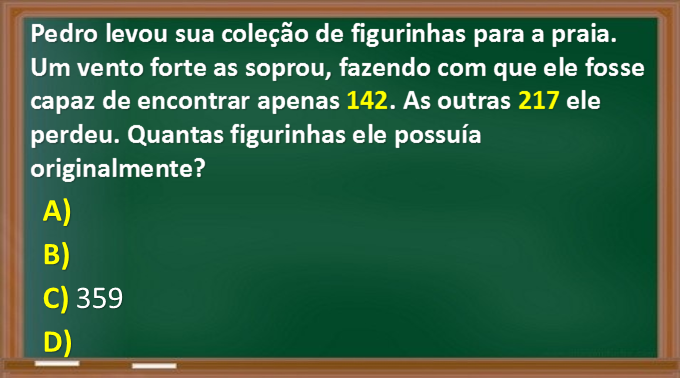 Pedro levou sua coleção de figurinhas para a praia.
Um vento forte as soprou, fazendo com que ele fosse
capaz de encontrar apenas 142. As outras 217 ele
perdeu. Quantas figurinhas ele possuía
originalmente?
A)
B)
C) 359
D)